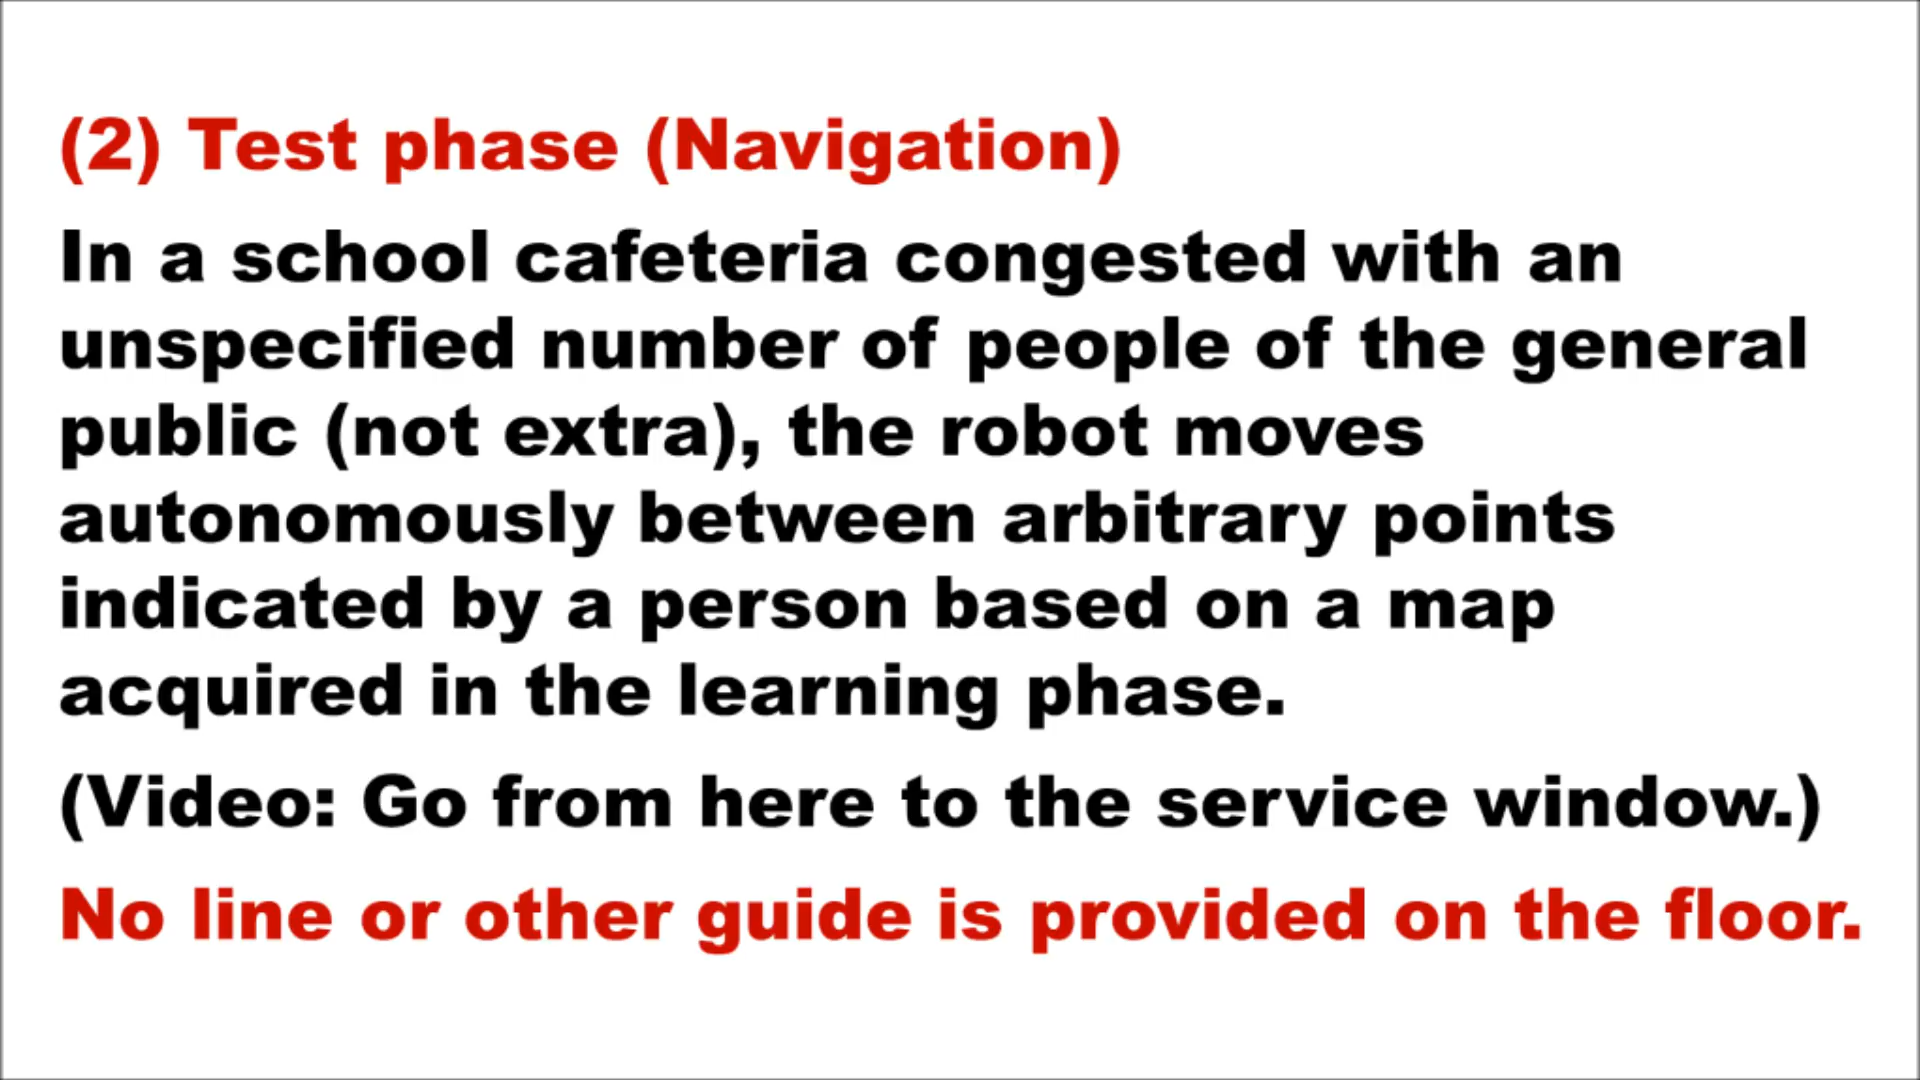 (2) Test phase (Navigation)
In a school cafeteria congested with an
unspecified number of people of the general
public (not extra), the robot moves
autonomously between arbitrary points
indicated by a person based on a map
acquired in the learning phase.
(Video: Go from here to the service window.)
No line or other guide is provided on the floor.